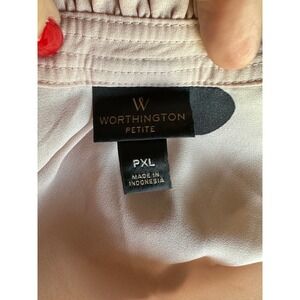 W
WORTHINGTON
PETITE
PXL
MADE IN
INDONESIA